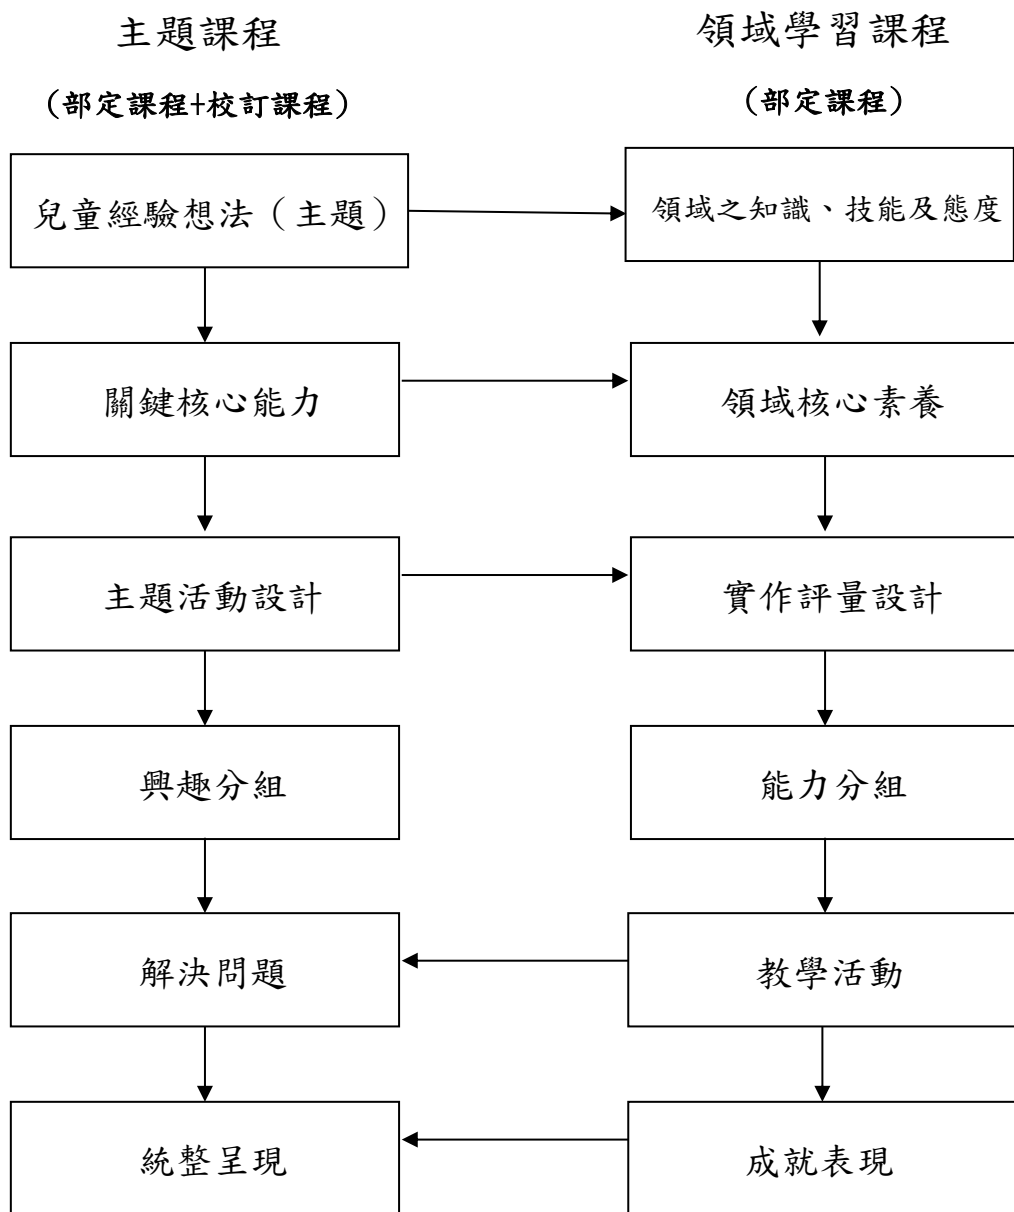 主題課程
領域學習課程
(部定課程+校訂課程)
(部定課程)
兒童經驗想法（主題）
領域之知識、技能及態度
關鍵核心能力
領域核心素養
主題活動設計
實作評量設計
興趣分組
能力分組
解決問題
教學活動
統整呈現
成就表現